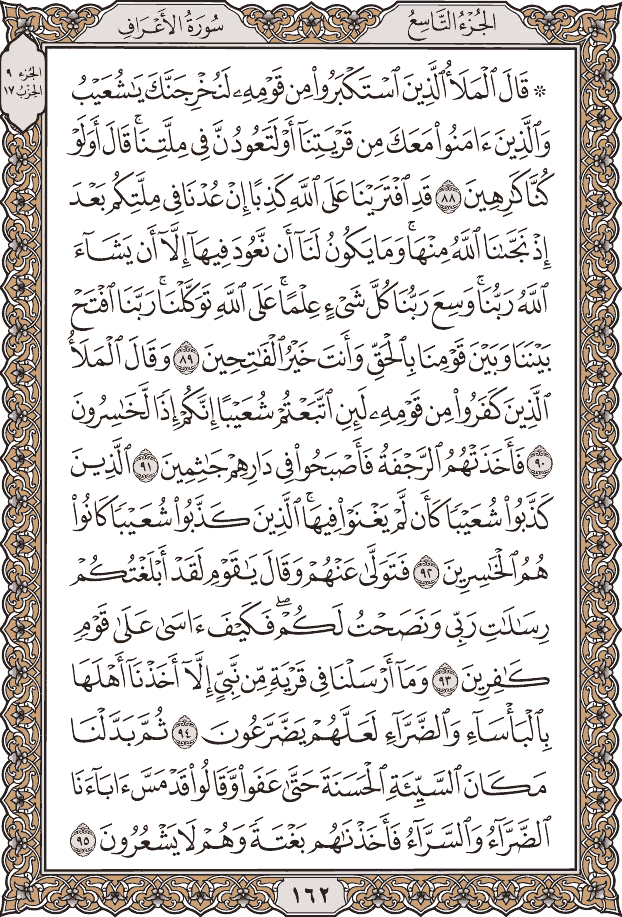 الجُزْءُ التَّاسِعُ
سُورَةُ الأَعْرَافِ
الجُزء ٩
الحِزب ١٧
۞ قَالَ ٱلْمَلَأُ ٱلَّذِينَ ٱسْتَكْبَرُوا۟ مِن قَوْمِهِۦ لَنُخْرِجَنَّكَ يَٰشُعَيْبُ
وَٱلَّذِينَ ءَامَنُوا۟ مَعَكَ مِن قَرْيَتِنَآ أَوْ لَتَعُودُنَّ فِى مِلَّتِنَا ۚ قَالَ أَوَلَوْ
كُنَّا كَٰرِهِينَ ٨٨ قَدِ ٱفْتَرَيْنَا عَلَى ٱللَّهِ كَذِبًا إِنْ عُدْنَا فِى مِلَّتِكُم بَعْدَ
إِذْ نَجَّىٰنَا ٱللَّهُ مِنْهَا ۚ وَمَا يَكُونُ لَنَآ أَن نَّعُودَ فِيهَآ إِلَّآ أَن يَشَآءَ
ٱللَّهُ رَبُّنَا ۚ وَسِعَ رَبُّنَا كُلَّ شَىْءٍ عِلْمًا ۚ عَلَى ٱللَّهِ تَوَكَّلْنَا ۚ رَبَّنَا ٱفْتَحْ
بَيْنَنَا وَبَيْنَ قَوْمِنَا بِٱلْحَقِّ وَأَنتَ خَيْرُ ٱلْفَٰتِحِينَ ٨٩ وَقَالَ ٱلْمَلَأُ
ٱلَّذِينَ كَفَرُوا۟ مِن قَوْمِهِۦ لَئِنِ ٱتَّبَعْتُمْ شُعَيْبًا إِنَّكُمْ إِذًا لَّخَٰسِرُونَ
٩٠ فَأَخَذَتْهُمُ ٱلرَّجْفَةُ فَأَصْبَحُوا۟ فِى دَارِهِمْ جَٰثِمِينَ ٩١ ٱلَّذِينَ
كَذَّبُوا۟ شُعَيْبًا كَأَن لَّمْ يَغْنَوْا۟ فِيهَا ۚ ٱلَّذِينَ كَذَّبُوا۟ شُعَيْبًا كَانُوا۟
هُمُ ٱلْخَٰسِرِينَ ٩٢ فَتَوَلَّىٰ عَنْهُمْ وَقَالَ يَٰقَوْمِ لَقَدْ أَبْلَغْتُكُمْ
رِسَٰلَٰتِ رَبِّى وَنَصَحْتُ لَكُمْ ۖ فَكَيْفَ ءَاسَىٰ عَلَىٰ قَوْمٍ
كَٰفِرِينَ ٩٣ وَمَآ أَرْسَلْنَا فِى قَرْيَةٍ مِّن نَّبِىٍّ إِلَّآ أَخَذْنَآ أَهْلَهَا
بِٱلْبَأْسَآءِ وَٱلضَّرَّآءِ لَعَلَّهُمْ يَضَّرَّعُونَ ٩٤ ثُمَّ بَدَّلْنَا
مَكَانَ ٱلسَّيِّئَةِ ٱلْحَسَنَةَ حَتَّىٰ عَفَوا۟ وَّقَالُوا۟ قَدْ مَسَّ ءَابَآءَنَا
ٱلضَّرَّآءُ وَٱلسَّرَّآءُ فَأَخَذْنَٰهُم بَغْتَةً وَهُمْ لَا يَشْعُرُونَ ٩٥
١٦٢